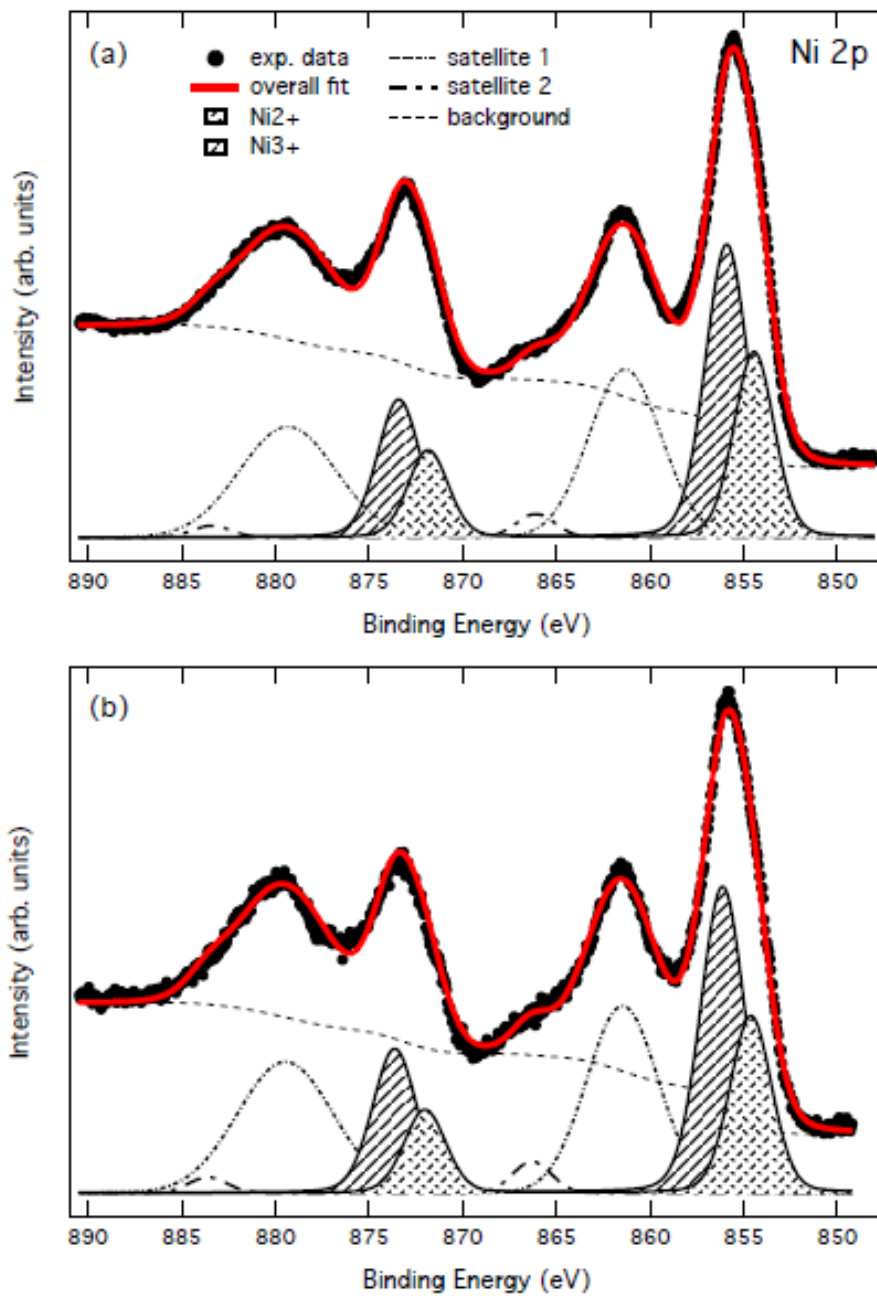 (a)
exp. data
overall fit
Ni2+
Ni3+
satellite 1
satellite 2
background
Ni 2p
Intensity (arb. units)
890 885 880 875 870 865 860 855 850
Binding Energy (eV)
(b)
Intensity (arb. units)
890 885 880 875 870 865 860 855 850
Binding Energy (eV)